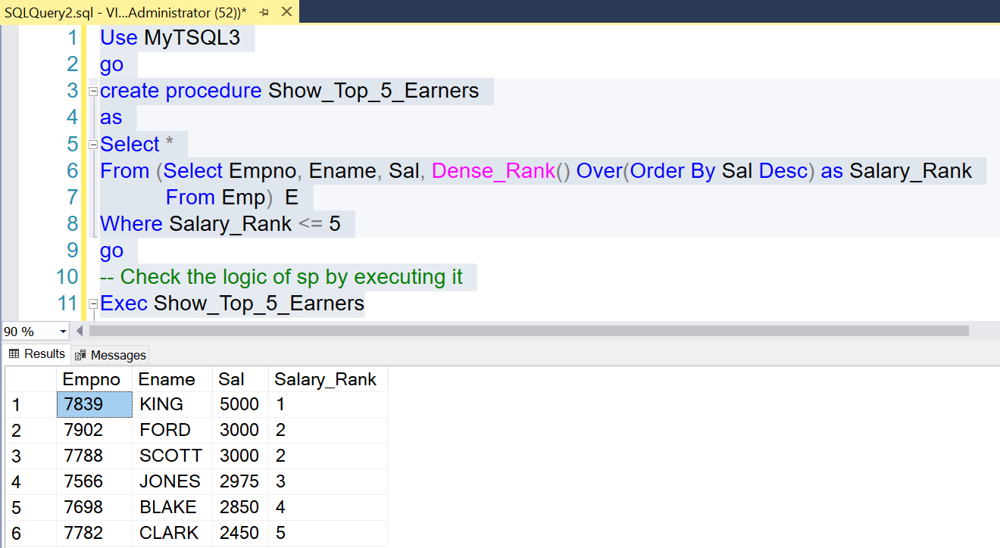 SQLQuery2.sql - VI...Administrator (52))*
1 Use MyTSQL3
2 go
3 create procedure Show_Top_5_Earners
4 as
5 Select *
6 From (Select Empno, Ename, Sal, Dense_Rank() Over(Order By Sal Desc) as Salary_Rank
7 From Emp) E
8 Where Salary_Rank <= 5
9 go
10 -- Check the logic of sp by executing it
11 Exec Show_Top_5_Earners
90 %
Results Messages
Empno Ename Sal Salary_Rank
1 7839 KING 5000 1
2 7902 FORD 3000 2
3 7788 SCOTT 3000 2
4 7566 JONES 2975 3
5 7698 BLAKE 2850 4
6 7782 CLARK 2450 5